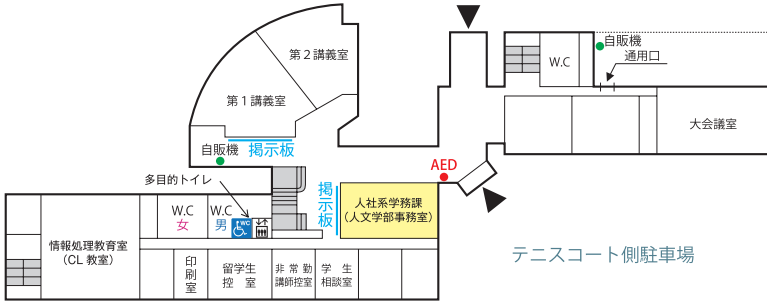 第2講義室
第1講義室
自販機
掲示板
多目的トイレ
W.C
女
W.C
男
WC
掲示板
AED
人社系学務課
（人文学部事務室）
情報処理教育室
（CL 教室）
印刷室
留学生
控　室
非 常 勤
講師控室
学　生
相談室
W.C
自販機
通用口
大会議室
テニスコート側駐車場